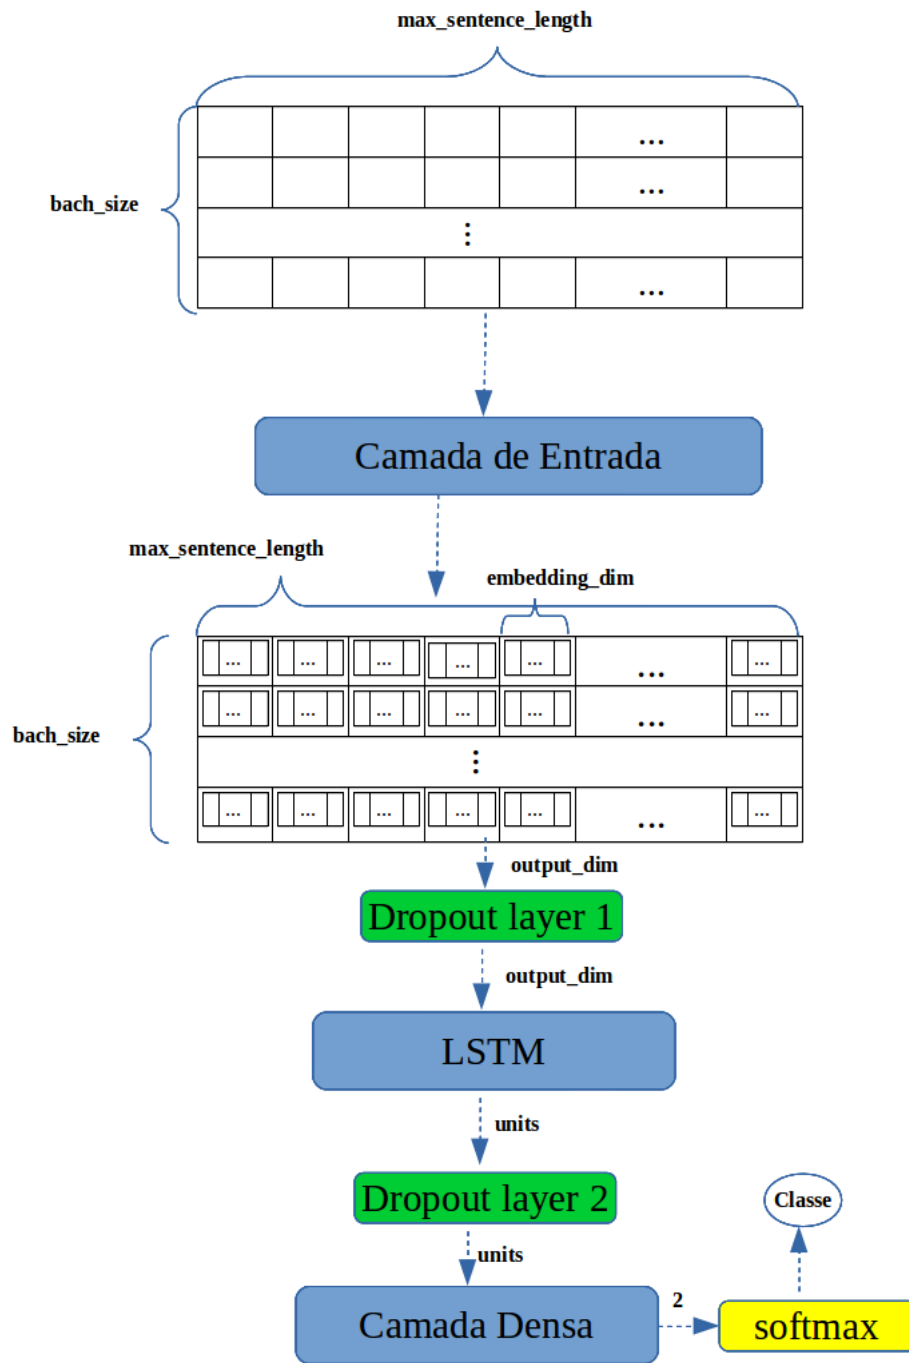 max_sentence_length
...
bach_size
...
⋮
...
Camada de Entrada
max_sentence_length
embedding_dim
... ... ... ... ... ... ...
bach_size
... ... ... ... ... ... ...
⋮
... ... ... ... ... ... ...
output_dim
Dropout layer 1
output_dim
LSTM
units
Dropout layer 2
Classe
units
2
Camada Densa
softmax